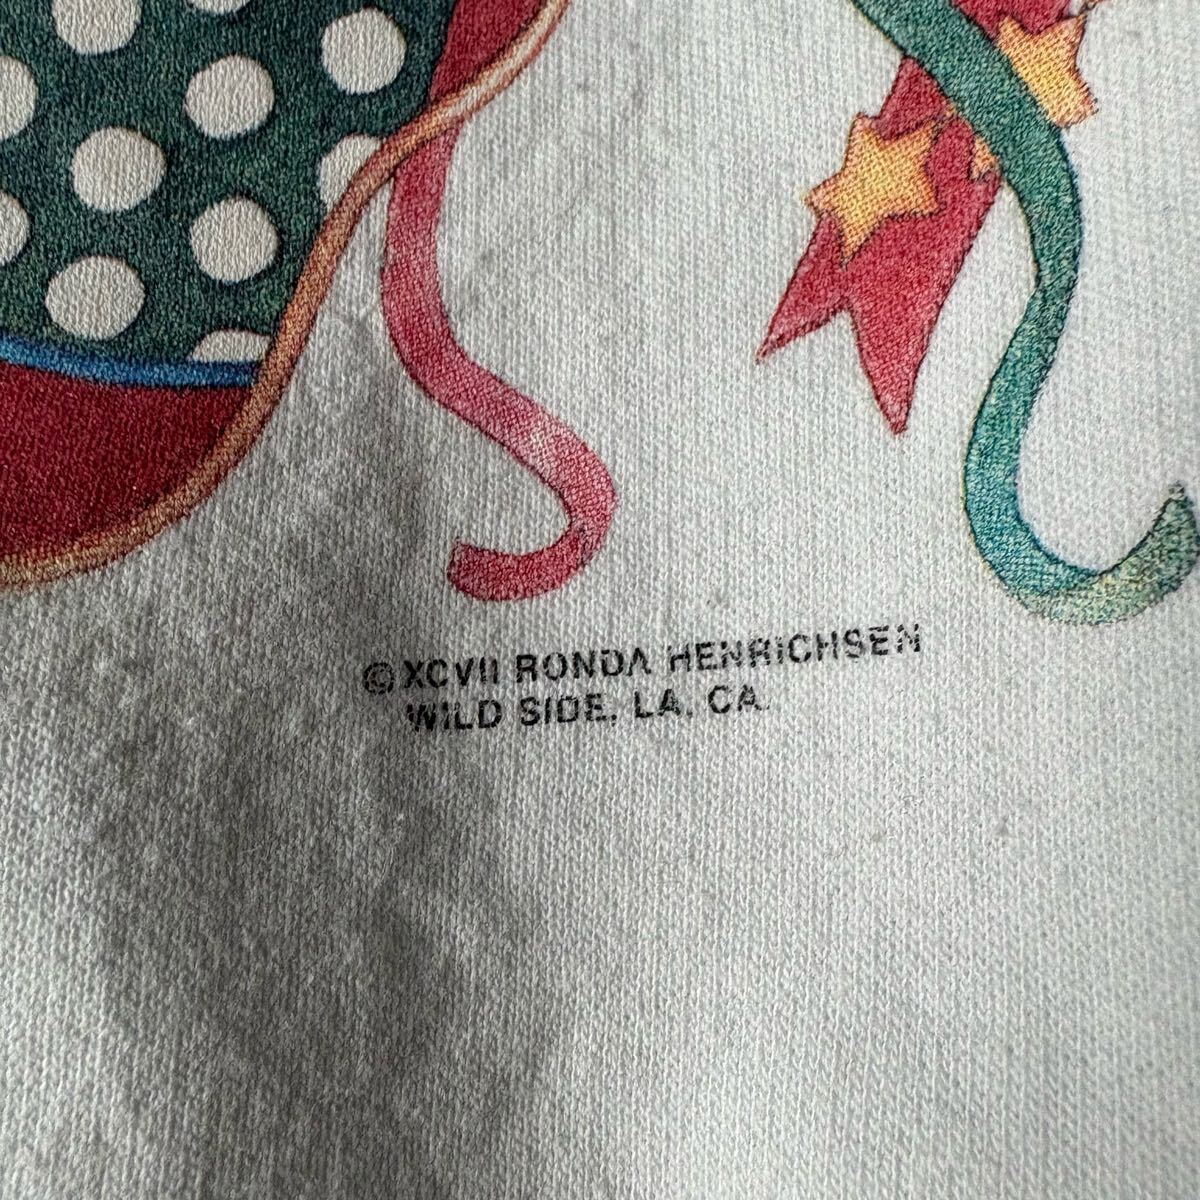 © XCVII RONDA HENRICHSEN
WILD SIDE, LA, CA.